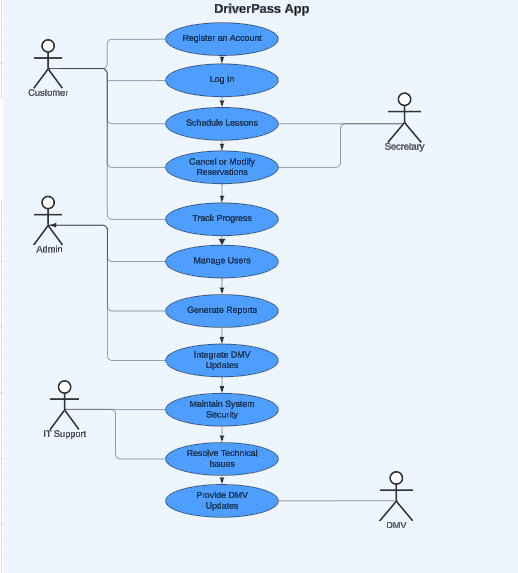 DriverPass App
Register an Account
Log In
Customer
Schedule Lessons
Secretary
Cancel or Modify
Reservations
Track Progress
Admin
Manage Users
Generate Reports
Integrate DMV
Updates
Maintain System
Security
IT Support
Resolve Technical
Issues
Provide DMV
Updates
DMV